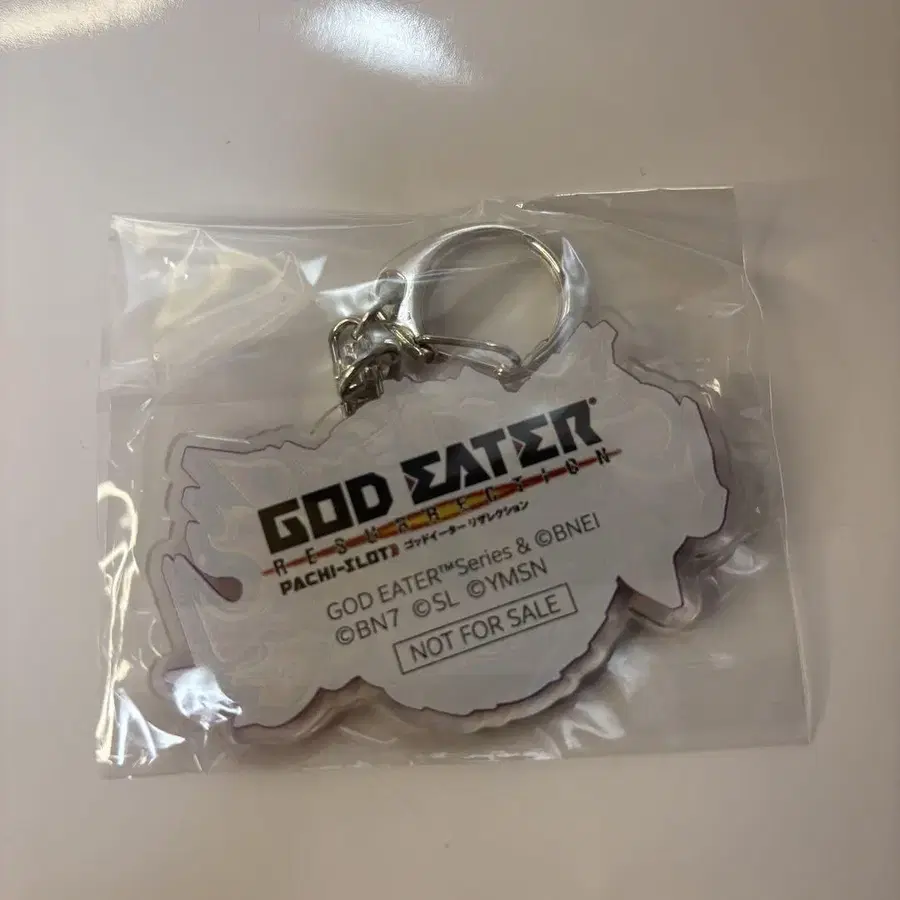 GOD EATER®
RESURRECTION
PACHI-SLOT ゴッドイーター リザレクション
GOD EATER™Series & ©BNEI
©BN7 ©SL ©YMSN
NOT FOR SALE